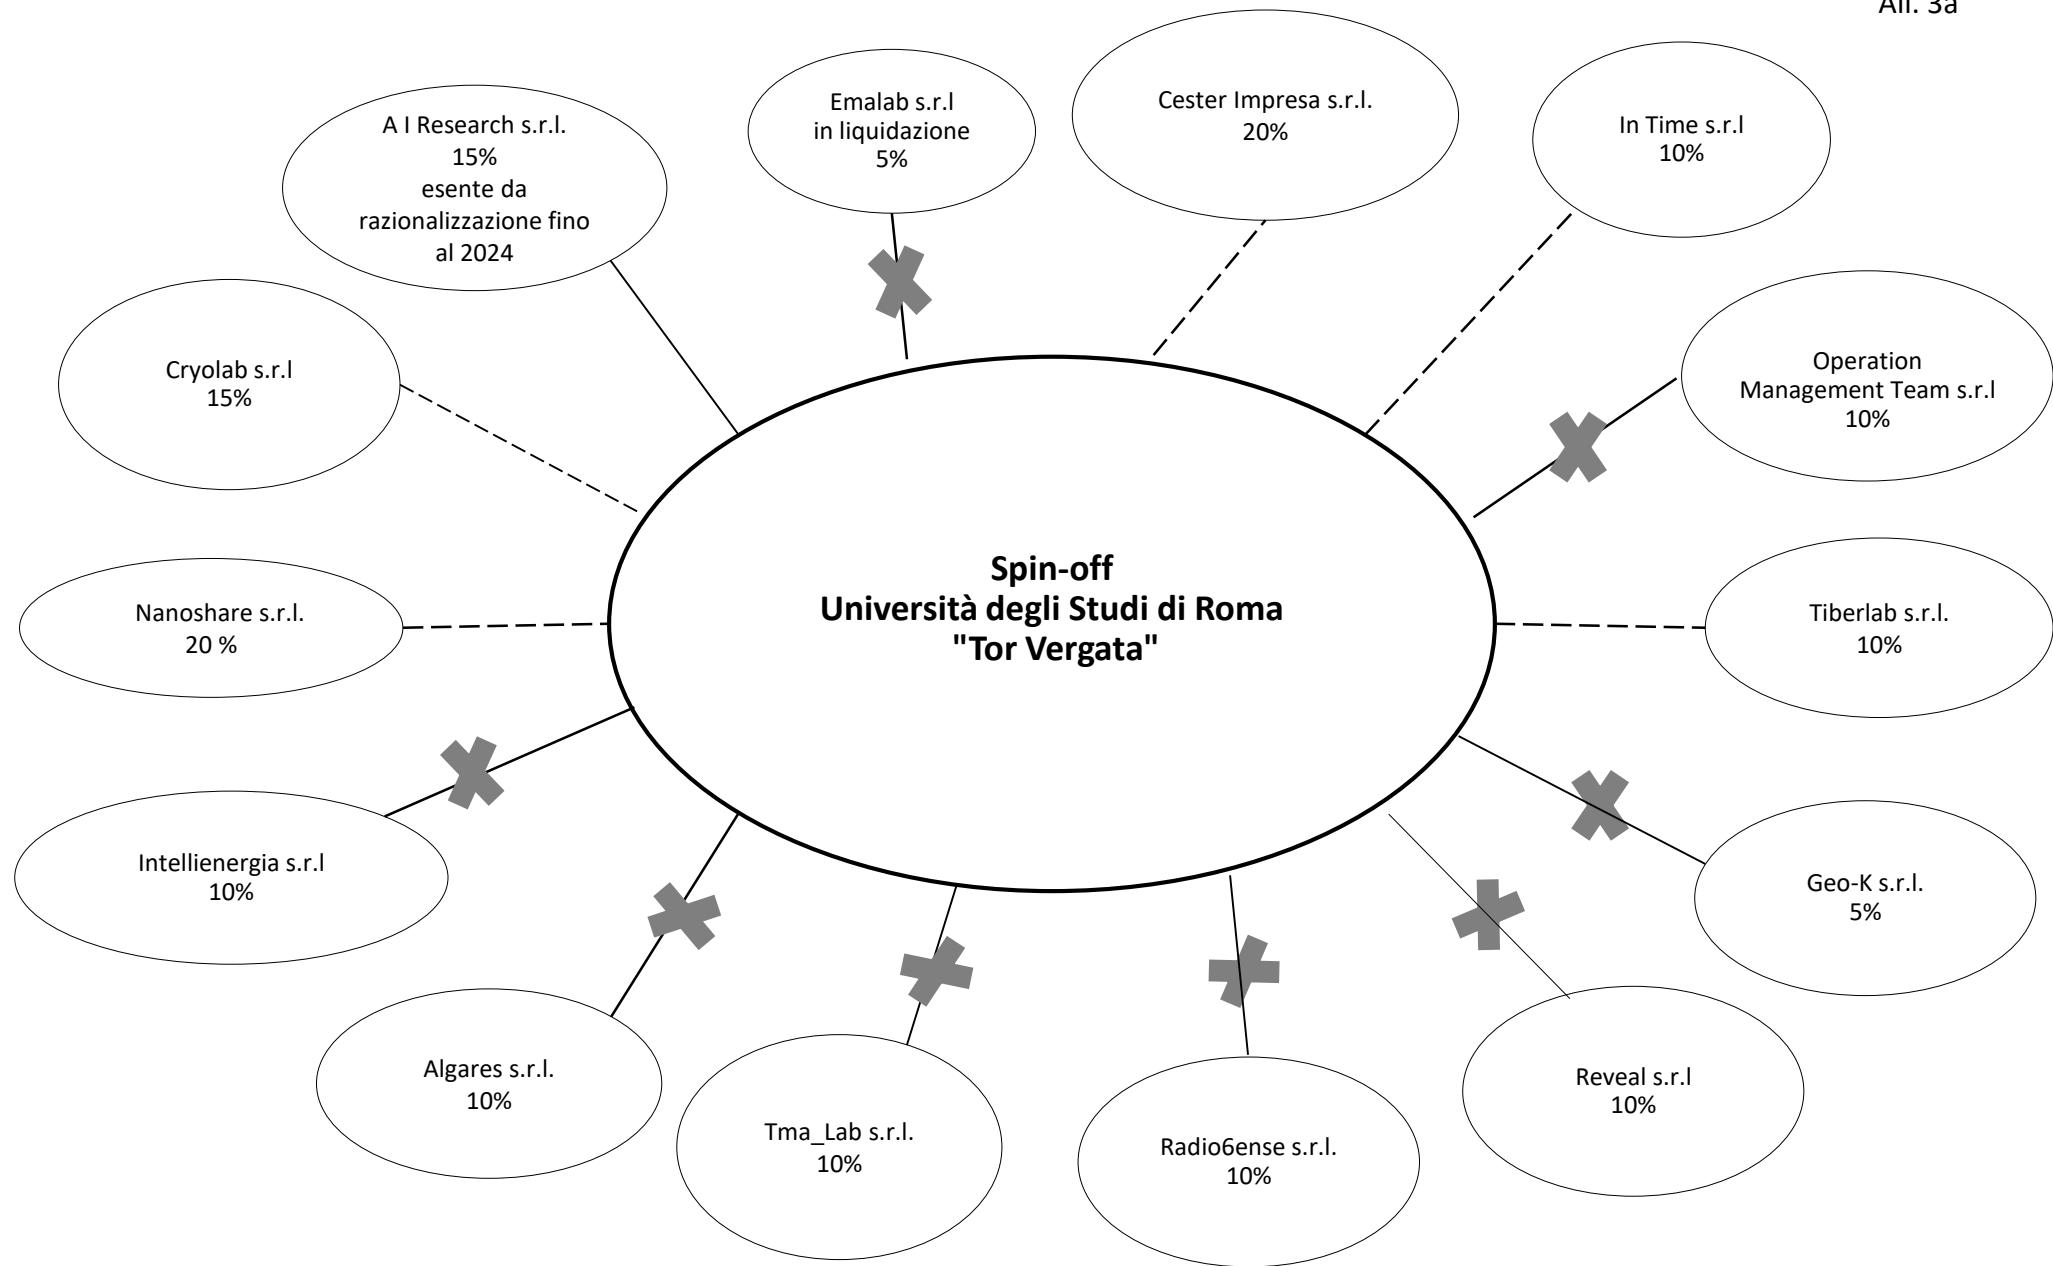 All. 3a
Emalab s.r.l
in liquidazione
5%
Cester Impresa s.r.l.
20%
In Time s.r.l
10%
A I Research s.r.l.
15%
esente da
razionalizzazione fino
al 2024
Cryolab s.r.l
15%
Operation
Management Team s.r.l
10%
Spin-off
Università degli Studi di Roma
"Tor Vergata"
Nanoshare s.r.l.
20 %
Tiberlab s.r.l.
10%
Intellienergia s.r.l
10%
Geo-K s.r.l.
5%
Algares s.r.l.
10%
Tma_Lab s.r.l.
10%
Radio6ense s.r.l.
10%
Reveal s.r.l
10%